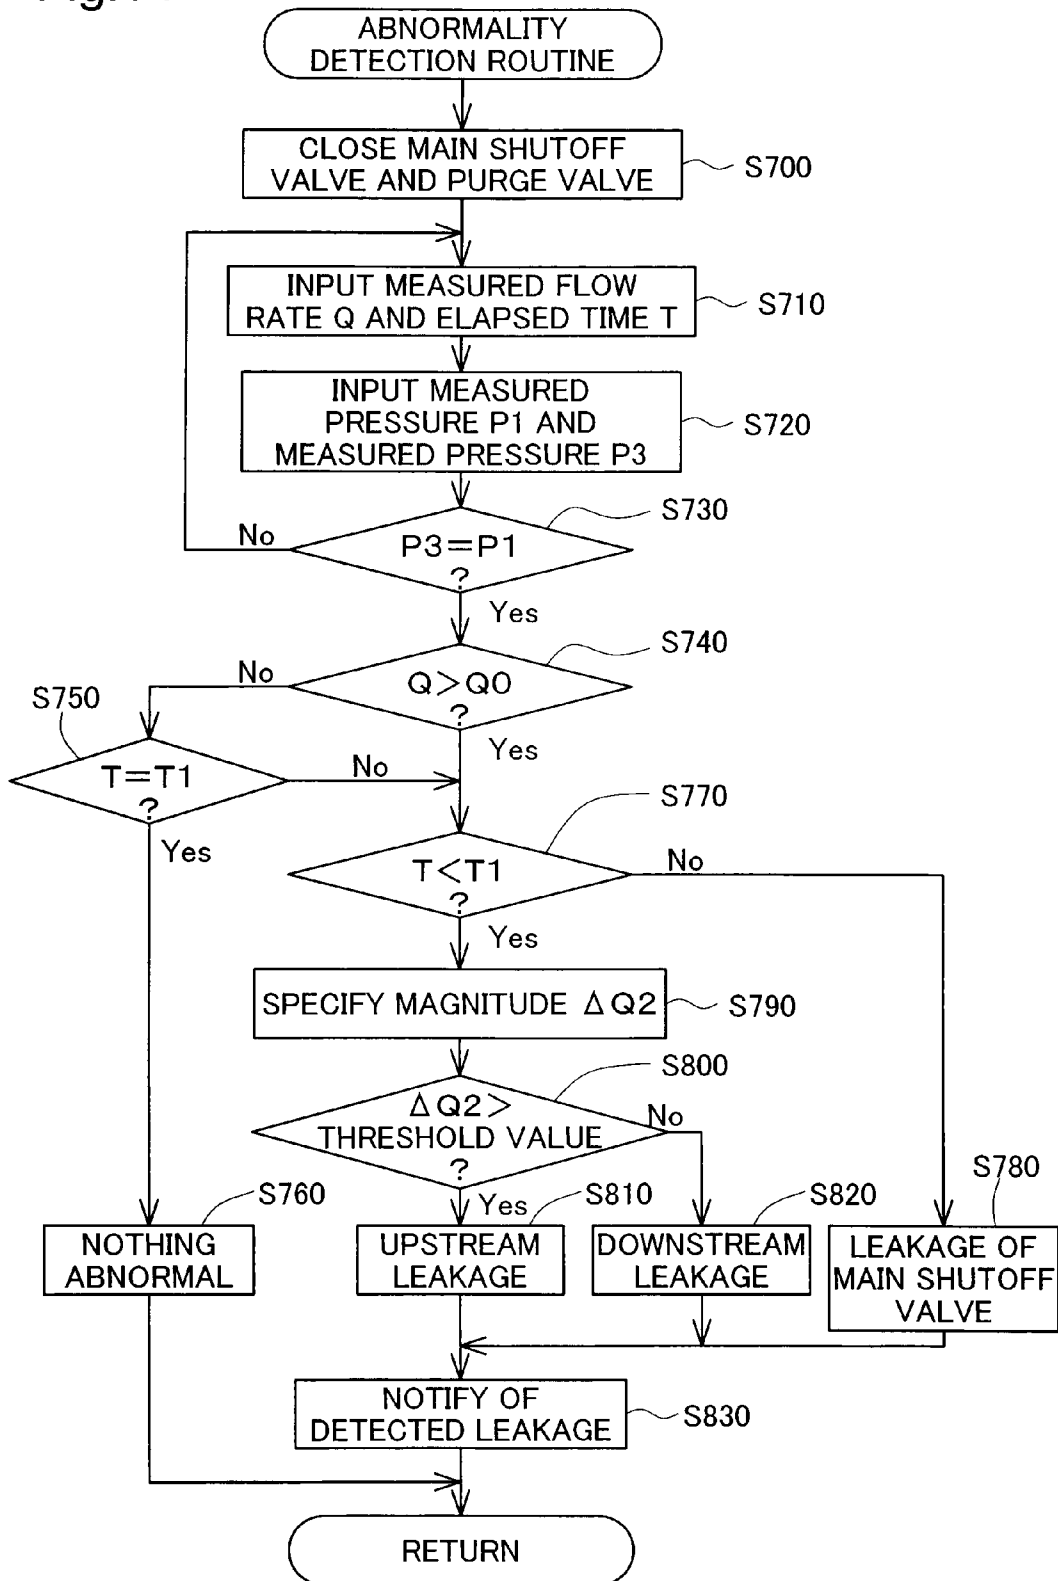 ABNORMALITY
DETECTION ROUTINE
CLOSE MAIN SHUTOFF
VALVE AND PURGE VALVE
S700
INPUT MEASURED FLOW
RATE Q AND ELAPSED TIME T
S710
INPUT MEASURED
PRESSURE P1 AND
MEASURED PRESSURE P3
S720
S730
No
P3=P1
?
Yes
S740
No
Q>Q0
?
Yes
S750
T=T1
?
No
Yes
S770
T<T1
?
No
Yes
SPECIFY MAGNITUDE ΔQ2
S790
S800
ΔQ2>
THRESHOLD VALUE
?
No
Yes
S760
NOTHING
ABNORMAL
S810
UPSTREAM
LEAKAGE
S820
DOWNSTREAM
LEAKAGE
S780
LEAKAGE OF
MAIN SHUTOFF
VALVE
NOTIFY OF
DETECTED LEAKAGE
S830
RETURN